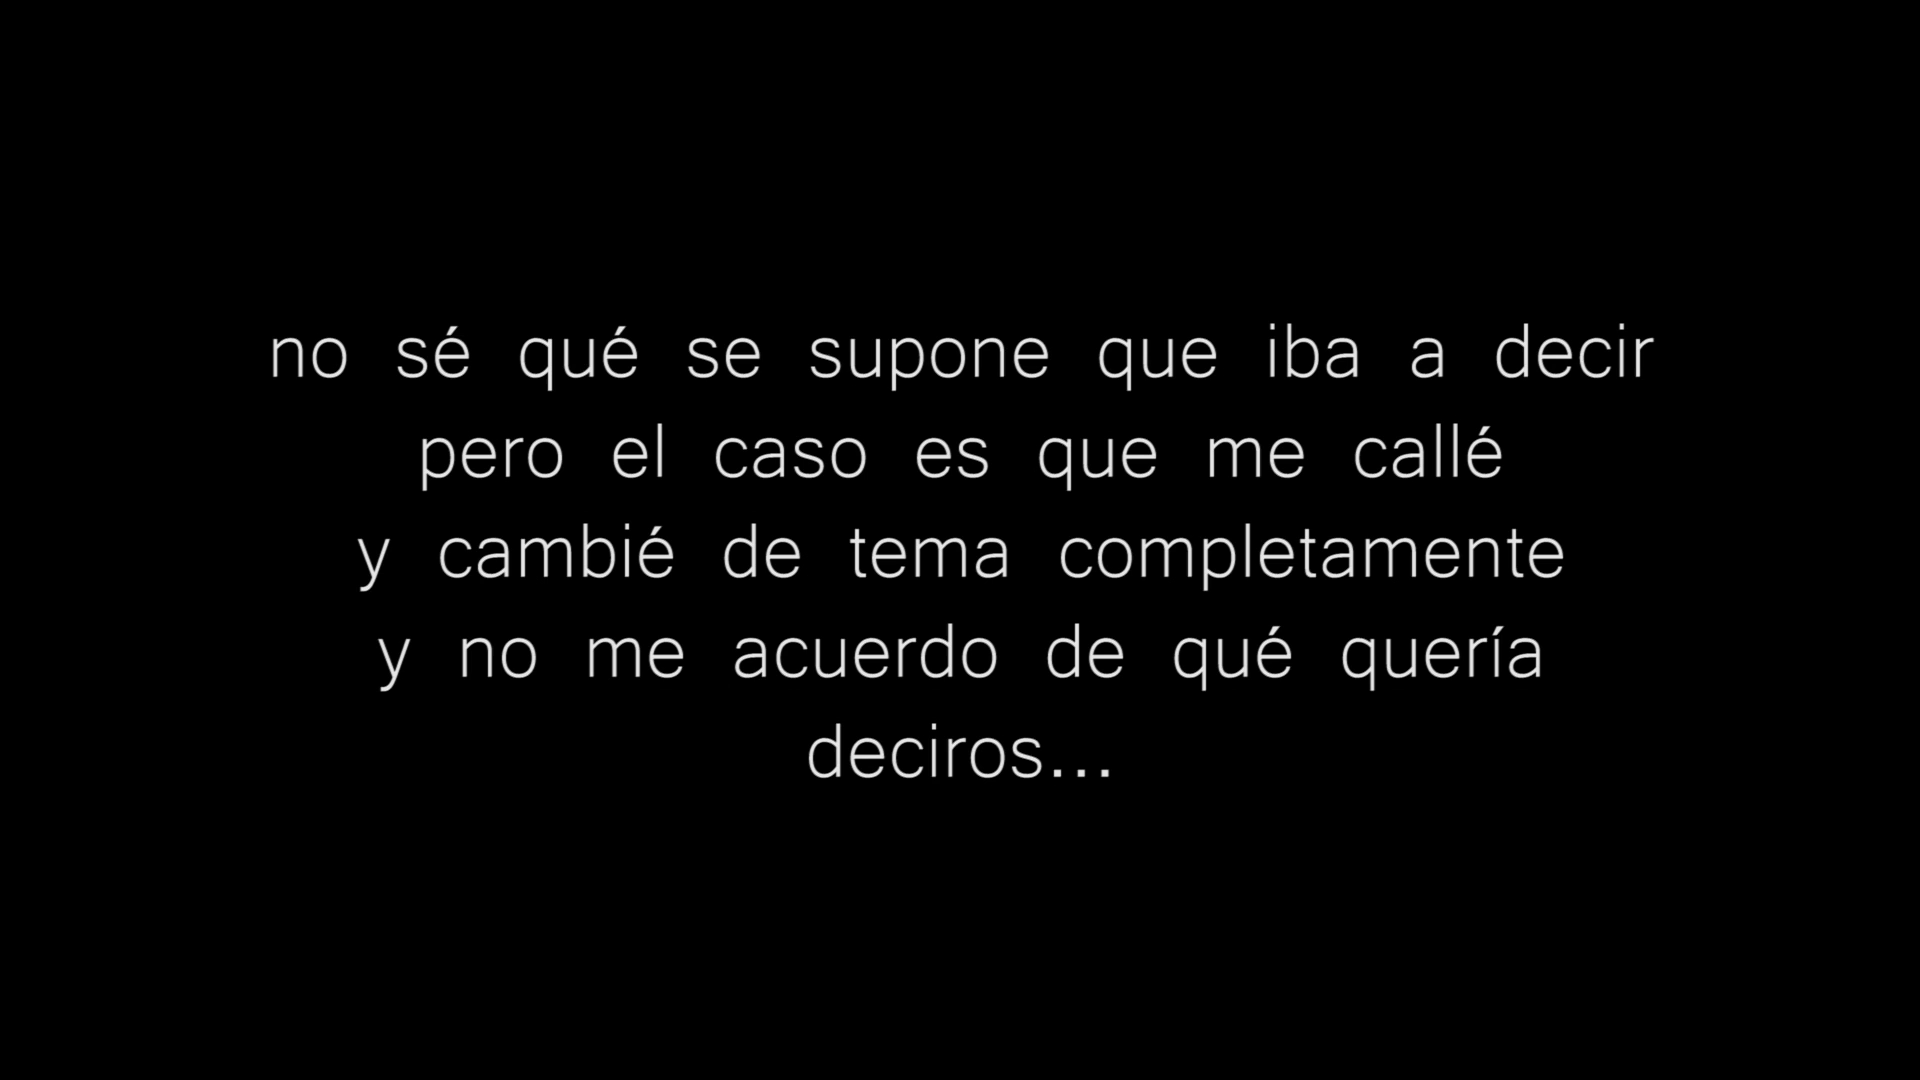 no sé qué se supone que iba a decir
pero el caso es que me callé
y cambié de tema completamente
y no me acuerdo de qué quería
deciros...